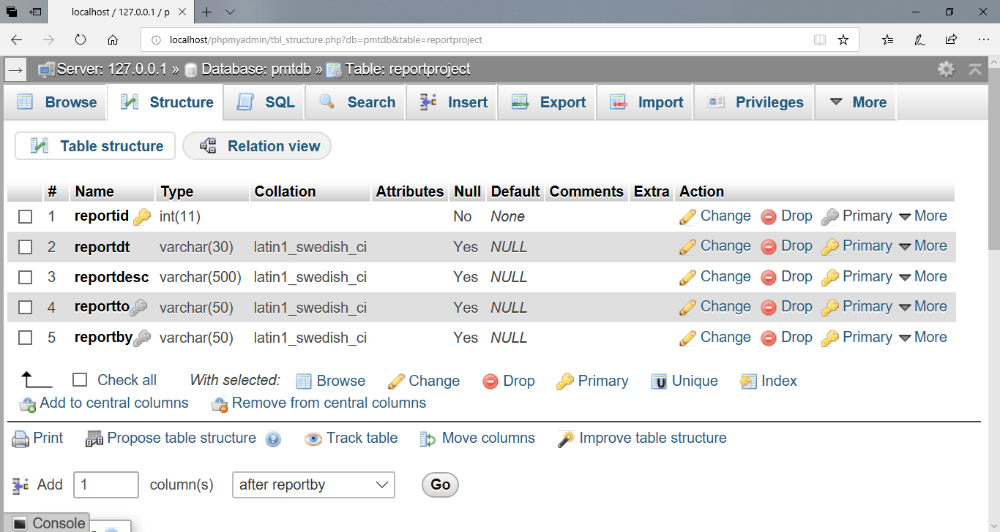 localhost / 127.0.0.1 / p
localhost/phpmyadmin/tbl_structure.php?db=pmtdb&table=reportproject
Server: 127.0.0.1 » Database: pmtdb » Table: reportproject
Browse Structure SQL Search Insert Export Import Privileges More
Table structure Relation view
# Name Type Collation Attributes Null Default Comments Extra Action
1 reportid int(11) No None Change Drop Primary More
2 reportdt varchar(30) latin1_swedish_ci Yes NULL Change Drop Primary More
3 reportdesc varchar(500) latin1_swedish_ci Yes NULL Change Drop Primary More
4 reportto varchar(50) latin1_swedish_ci Yes NULL Change Drop Primary More
5 reportby varchar(50) latin1_swedish_ci Yes NULL Change Drop Primary More
Check all With selected: Browse Change Drop Primary Unique Index
Add to central columns Remove from central columns
Print Propose table structure Track table Move columns Improve table structure
Add 1 column(s) after reportby Go
Console